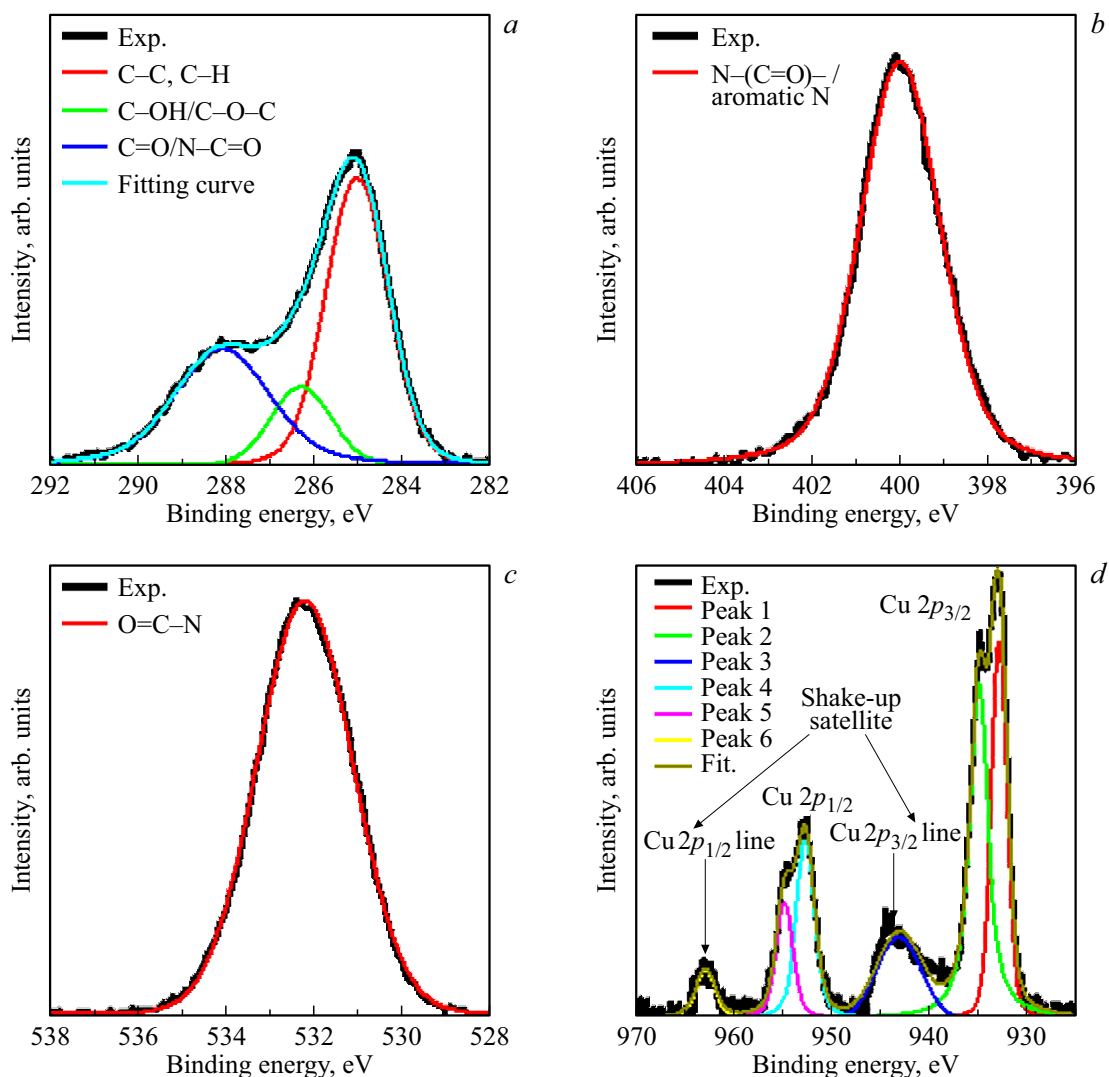 a
Exp.
C–C, C–H
C–OH/C–O–C
C=O/N–C=O
Fitting curve
Intensity, arb. units
292 290 288 286 284 282
Binding energy, eV
b
Exp.
N–(C=O)– /
aromatic N
Intensity, arb. units
406 404 402 400 398 396
Binding energy, eV
c
Exp.
O=C–N
Intensity, arb. units
538 536 534 532 530 528
Binding energy, eV
d
Exp.
Peak 1
Peak 2
Peak 3
Peak 4
Peak 5
Peak 6
Fit.
Cu 2p3/2
Shake-up
satellite
Cu 2p1/2
Cu 2p1/2 line
Cu 2p3/2 line
Intensity, arb. units
970 960 950 940 930
Binding energy, eV